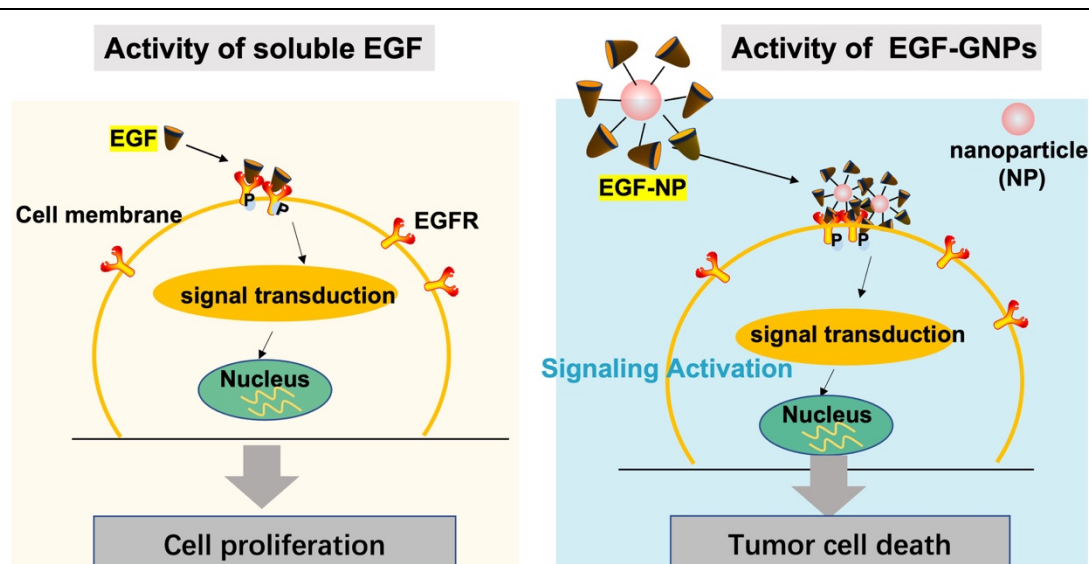 Activity of soluble EGF
EGF
P
P
Cell membrane
EGFR
signal transduction
Nucleus
Cell proliferation
Activity of  EGF-GNPs
nanoparticle
(NP)
EGF-NP
P
P
signal transduction
Signaling Activation
Nucleus
Tumor cell death